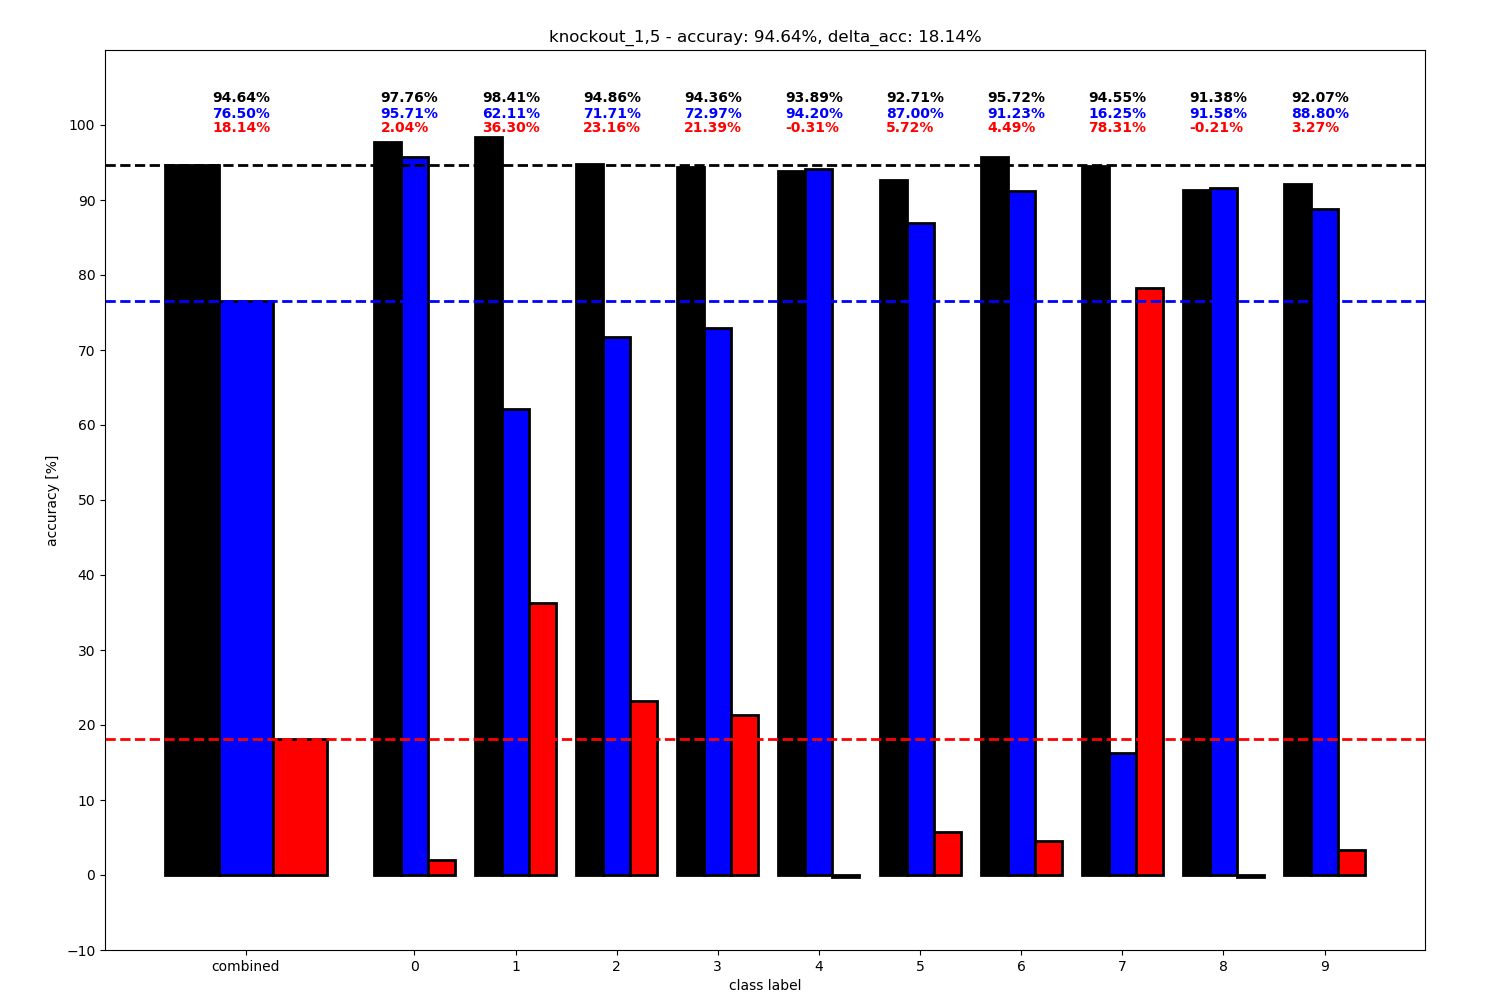 knockout_1,5 - accuray: 94.64%, delta_acc: 18.14%
94.64% 97.76% 98.41% 94.86% 94.36% 93.89% 92.71% 95.72% 94.55% 91.38% 92.07%
76.50% 95.71% 62.11% 71.71% 72.97% 94.20% 87.00% 91.23% 16.25% 91.58% 88.80%
18.14% 2.04% 36.30% 23.16% 21.39% -0.31% 5.72% 4.49% 78.31% -0.21% 3.27%
100
90
80
70
60
50
40
30
20
10
0
−10
accuracy [%]
combined 0 1 2 3 4 5 6 7 8 9
class label